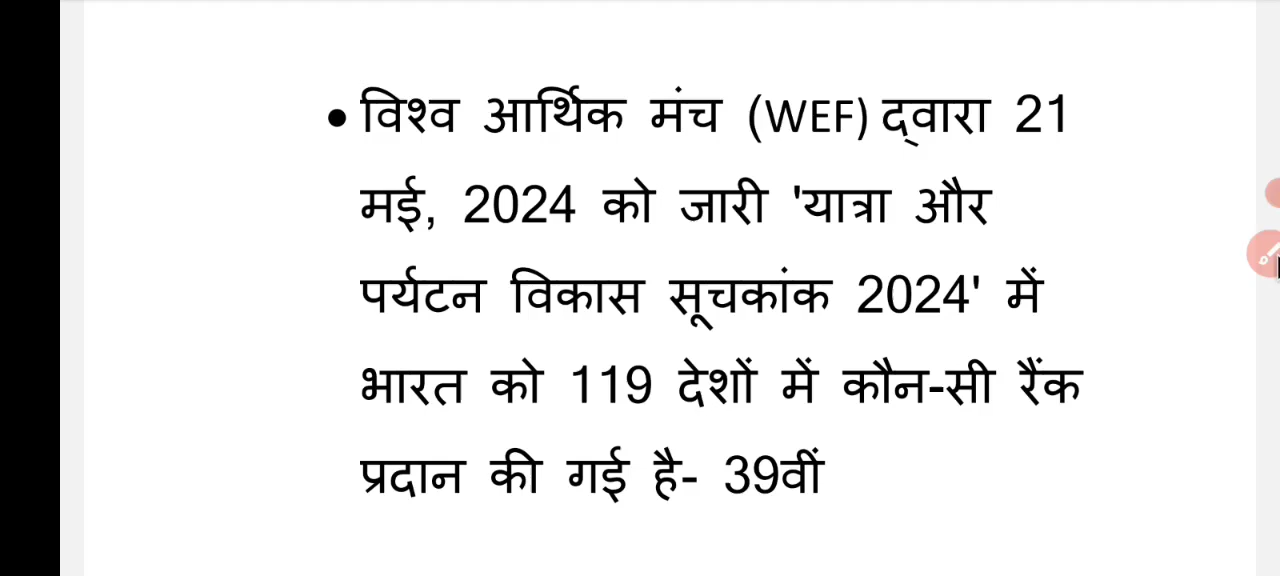 • विश्व आर्थिक मंच (WEF) द्वारा 21
मई, 2024 को जारी 'यात्रा और
पर्यटन विकास सूचकांक 2024' में
भारत को 119 देशों में कौन-सी रैंक
प्रदान की गई है- 39वीं